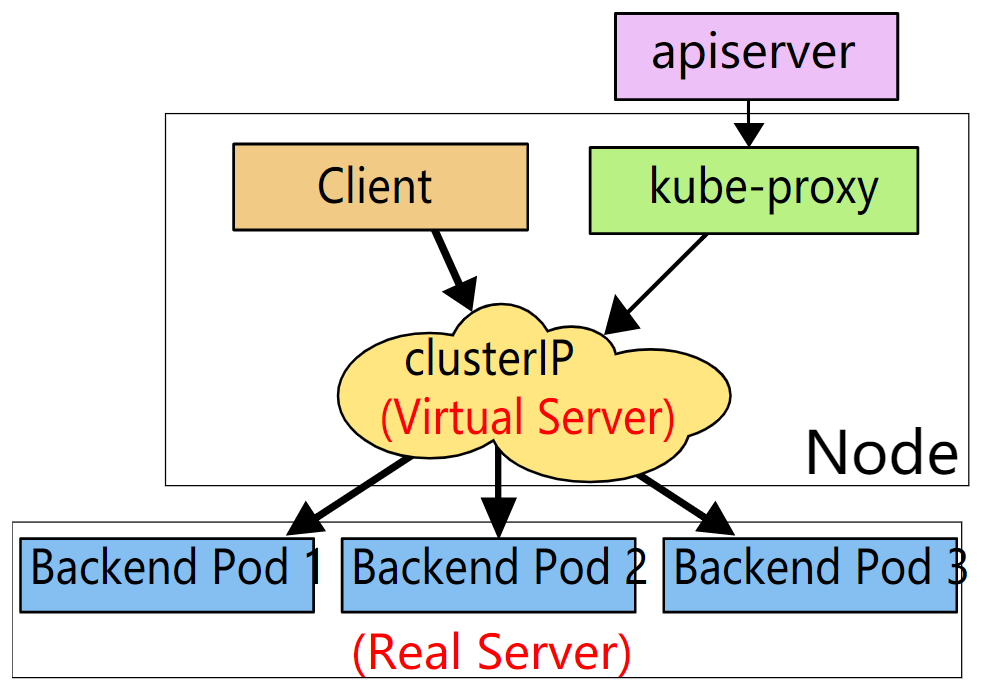 apiserver
Client
kube-proxy
clusterIP
(Virtual Server)
Node
Backend Pod 1
Backend Pod 2
Backend Pod 3
(Real Server)